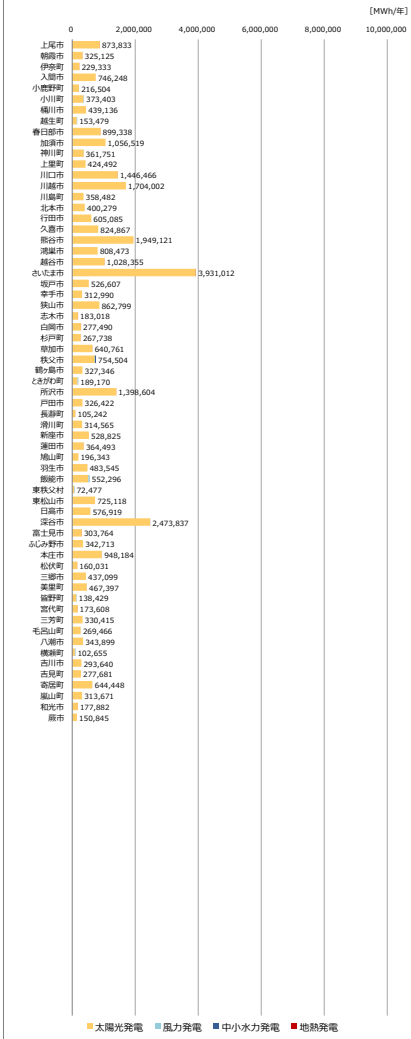 [MWh/年]
0 2,000,000 4,000,000 6,000,000 8,000,000 10,000,000
上尾市 873,833
朝霞市 325,125
伊奈町 229,333
入間市 746,248
小鹿野町 216,504
小川町 373,403
桶川市 439,136
越生町 153,479
春日部市 899,338
加須市 1,056,519
神川町 361,751
上里町 424,492
川口市 1,446,466
川越市 1,704,002
川島町 358,482
北本市 400,279
行田市 605,085
久喜市 824,867
熊谷市 1,949,121
鴻巣市 808,473
越谷市 1,028,355
さいたま市 3,931,012
坂戸市 526,607
幸手市 312,990
狭山市 862,799
志木市 183,018
白岡市 277,490
杉戸町 267,738
草加市 640,761
秩父市 754,504
鶴ヶ島市 327,346
ときがわ町 189,170
所沢市 1,398,604
戸田市 326,422
長瀞町 105,242
滑川町 314,565
新座市 528,825
蓮田市 364,493
鳩山町 196,343
羽生市 483,545
飯能市 552,296
東秩父村 72,477
東松山市 725,118
日高市 576,919
深谷市 2,473,837
富士見市 303,764
ふじみ野市 342,713
本庄市 948,184
松伏町 160,031
三郷市 437,099
美里町 467,397
皆野町 138,429
宮代町 173,608
三芳町 330,415
毛呂山町 269,466
八潮市 343,899
横瀬町 102,655
吉川市 293,640
吉見町 277,681
寄居町 644,448
嵐山町 313,671
和光市 177,882
蕨市 150,845
太陽光発電 風力発電 中小水力発電 地熱発電